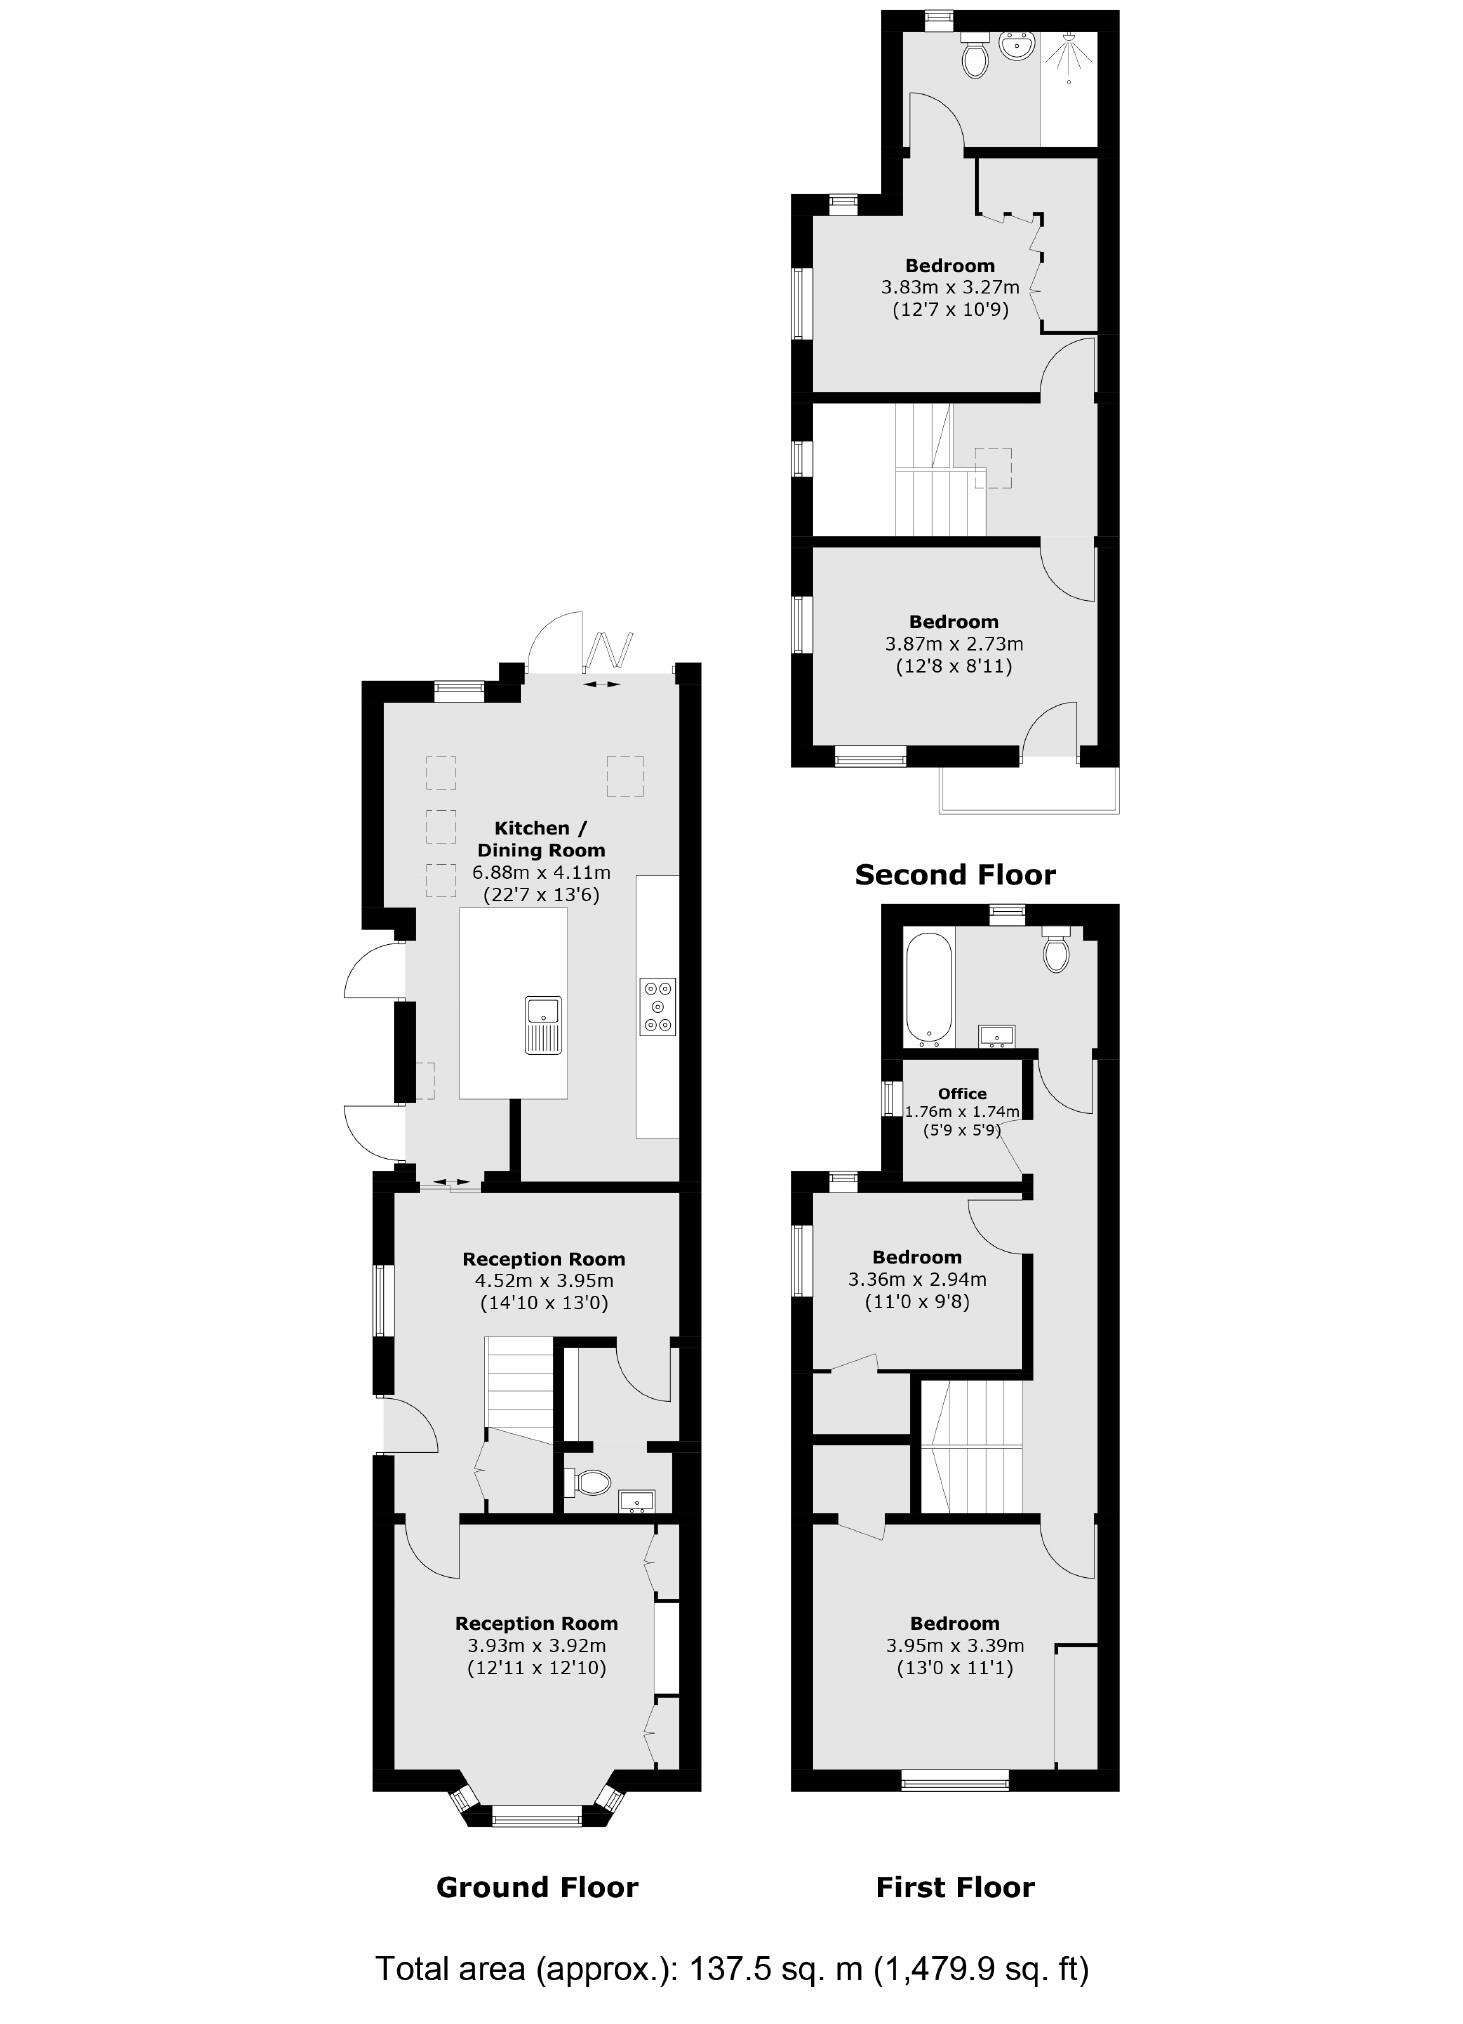 Bedroom
3.83m x 3.27m
(12'7 x 10'9)
Bedroom
3.87m x 2.73m
(12'8 x 8'11)
Second Floor
Kitchen /
Dining Room
6.88m x 4.11m
(22'7 x 13'6)
Reception Room
4.52m x 3.95m
(14'10 x 13'0)
Reception Room
3.93m x 3.92m
(12'11 x 12'10)
Ground Floor
Office
1.76m x 1.74m
(5'9 x 5'9)
Bedroom
3.36m x 2.94m
(11'0 x 9'8)
Bedroom
3.95m x 3.39m
(13'0 x 11'1)
First Floor
Total area (approx.): 137.5 sq. m (1,479.9 sq. ft)